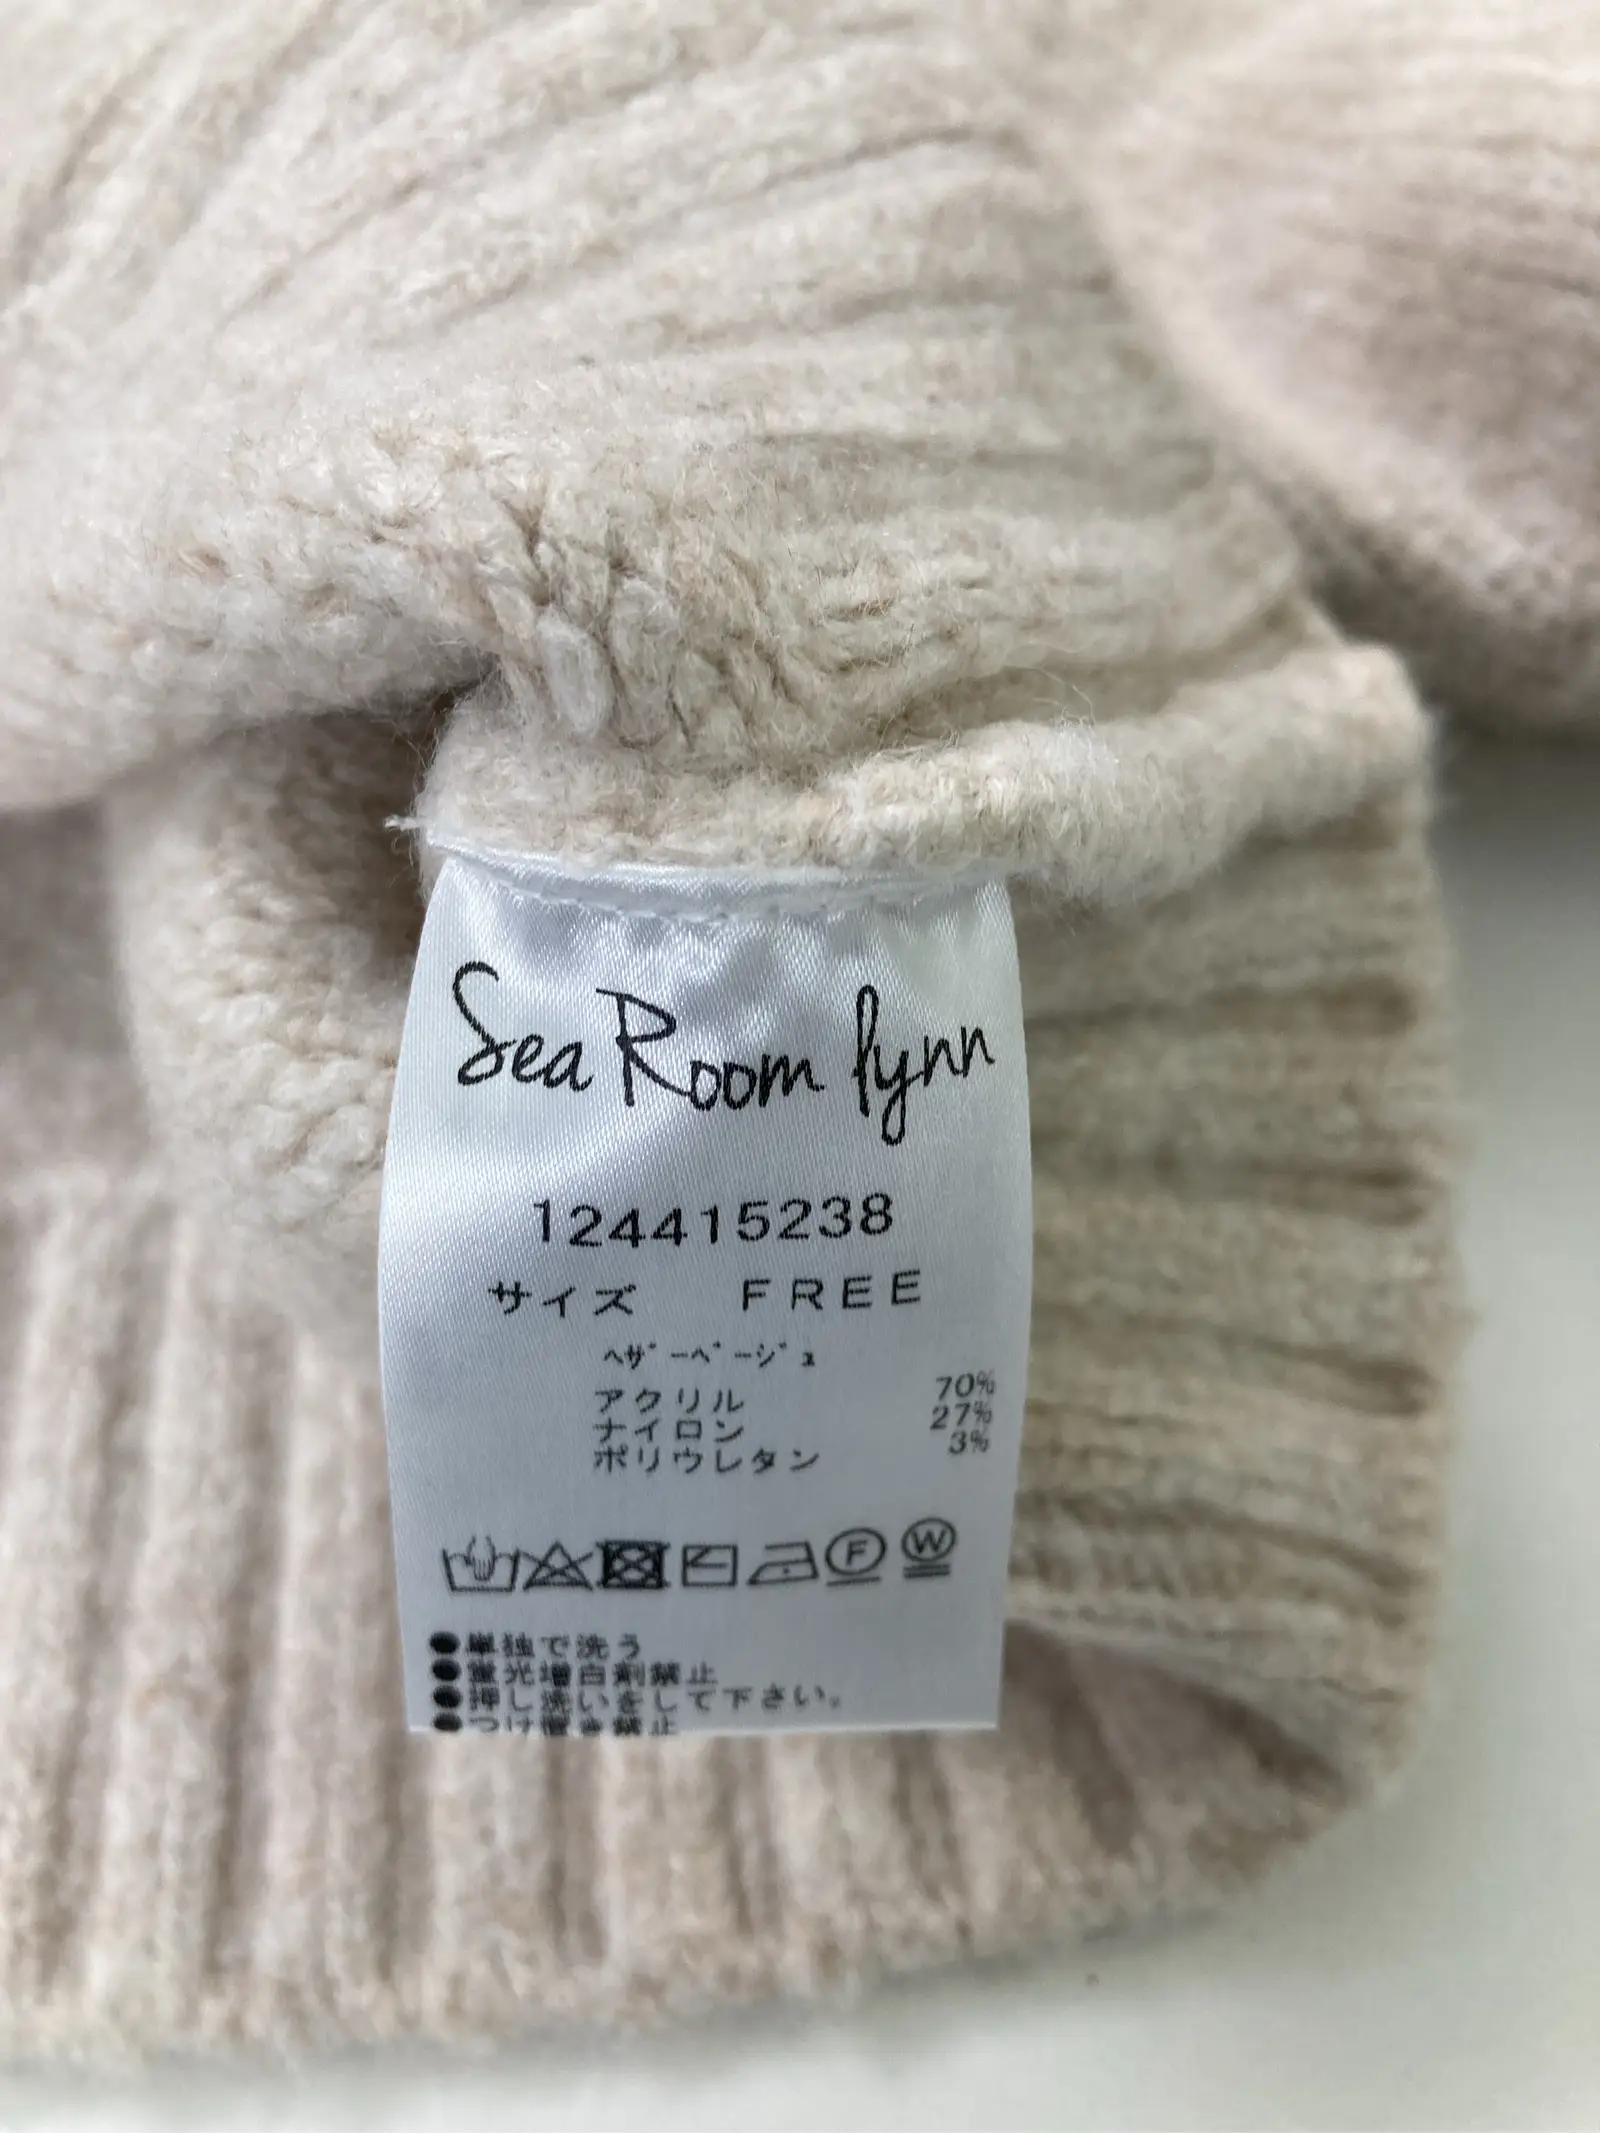 Sea Room lynn
124415238
サイズ FREE
ﾍｻﾞｰﾍﾞｰｼﾞｭ
アクリル 70%
ナイロン 27%
ポリウレタン 3%
F W
●単独で洗う
●蛍光増白剤禁止
●押し洗いをして下さい。
●つけ置き禁止